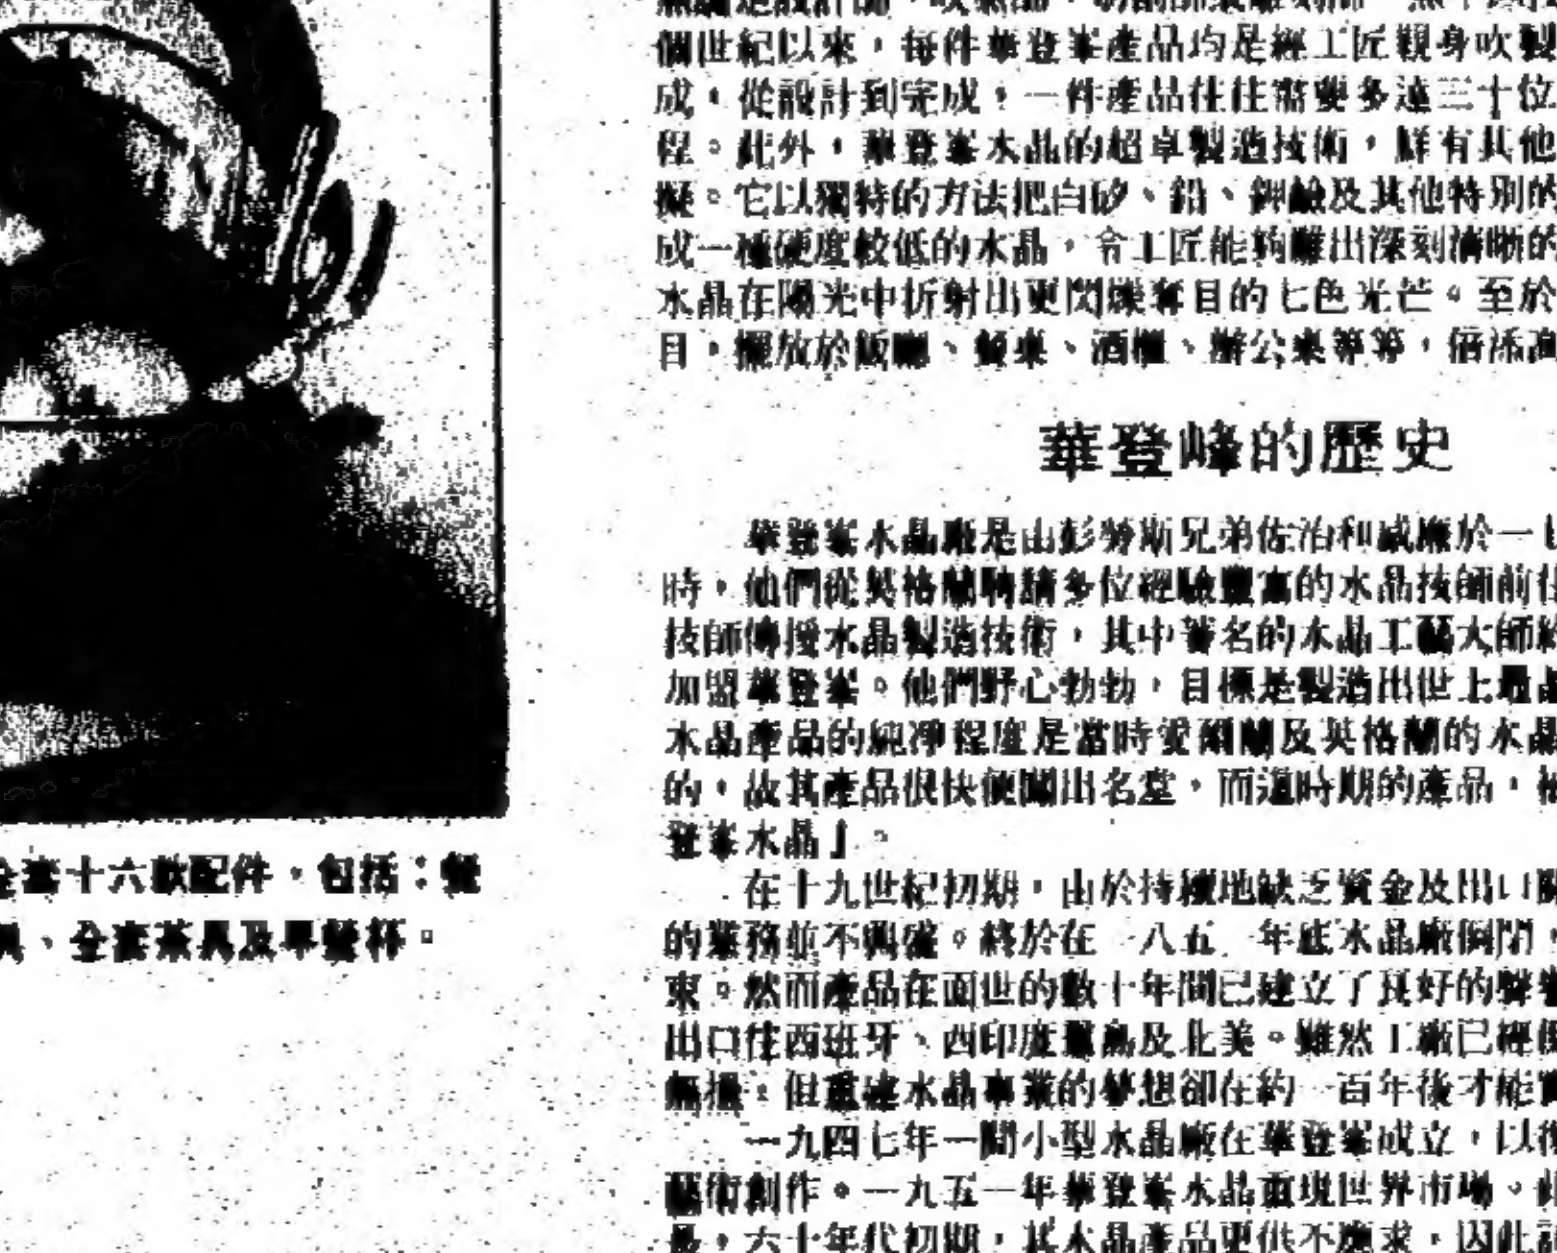 個世紀以來，每件華登峯產品均是經工匠親身吹製
成，從設計到完成，一件產品往往需要多達三十位
程。此外，華登峯水晶的超卓製造技術，鮮有其他
擬。它以獨特的方法把白矽、鉛、鉀鹼及其他特別的
成一種硬度較低的水晶，令工匠能夠雕出深刻清晰的
水晶在陽光中折射出更閃爍奪目的七色光芒。至於
目，擺放於飯廳、餐桌、酒櫃、辦公桌等等，倍添
華登峰的歷史
華登峯水晶廠是由彭勞斯兄弟佐治和威廉於一七
時，他們從英格蘭聘請多位經驗豐富的水晶技師前往
技師傳授水晶製造技術，其中著名的水晶工藝大師
加盟華登峯。他們野心勃勃，目標是製造出世上最
水晶產品的純淨程度是當時愛爾蘭及英格蘭的水晶
的，故其產品很快便闖出名堂，而這時期的產品，
登峯水晶」。
在十九世紀初期，由於持續地缺乏資金及出口
的業務並不興盛。終於在一八五一年底水晶廠倒閉，
束。然而產品在面世的數十年間已建立了良好的聲譽
出口往西班牙、西印度羣島及北美。雖然工廠已經
但重建水晶事業的夢想卻在約一百年後才能
一九四七年一間小型水晶廠在華登峯成立，以
藝術創作。一九五一年華登峯水晶重現世界市場。
六十年代初期，其水晶產品更供不應求，因此
全套十六款配件，包括：餐
具、全套茶具及早餐杯。